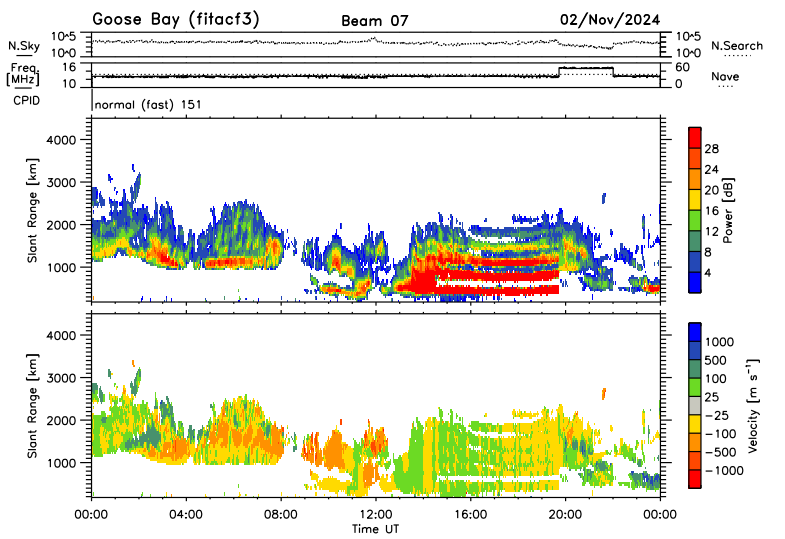 Goose Bay (fitacf3) Beam 07 02/Nov/2024
N.Sky 10^5 10^0 10^5 10^0 N.Search
Freq. [MHz] 16 10 60 0 Nave
CPID normal (fast) 151
Slant Range [km] 4000 3000 2000 1000
28 24 20 16 12 8 4 Power [dB]
Slant Range [km] 4000 3000 2000 1000
1000 500 100 25 −25 −100 −500 −1000 Velocity [m s⁻¹]
00:00 04:00 08:00 12:00 16:00 20:00 00:00
Time UT